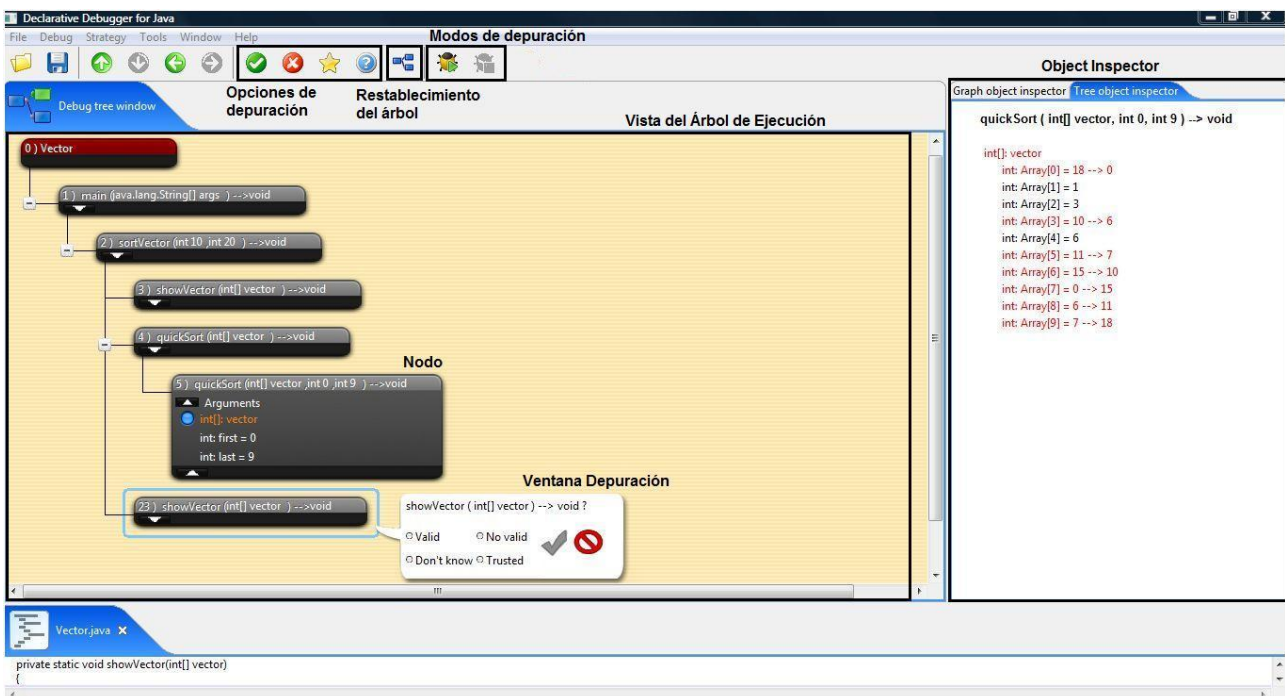 Declarative Debugger for Java
File Debug Strategy Tools Window Help
Modos de depuración
Object Inspector
Opciones de
depuración
Restablecimiento
del árbol
Vista del Árbol de Ejecución
Debug tree window
Graph object inspector Tree object inspector
quickSort ( int[] vector, int 0, int 9 ) --> void
int[]: vector
int: Array[0] = 18 --> 0
int: Array[1] = 1
int: Array[2] = 3
int: Array[3] = 10 --> 6
int: Array[4] = 6
int: Array[5] = 11 --> 7
int: Array[6] = 15 --> 10
int: Array[7] = 0 --> 15
int: Array[8] = 6 --> 11
int: Array[9] = 7 --> 18
0 ) Vector
1 ) main (java.lang.String[] args ) -->void
2 ) sortVector (int 10 ,int 20 ) -->void
3 ) showVector (int[] vector ) -->void
4 ) quickSort (int[] vector ) -->void
Nodo
5 ) quickSort (int[] vector ,int 0 ,int 9 ) -->void
Arguments
int[]: vector
int: first = 0
int: last = 9
Ventana Depuración
23 ) showVector (int[] vector ) -->void
showVector ( int[] vector ) --> void ?
Valid No valid
Don't know Trusted
Vector.java
private static void showVector(int[] vector)
{